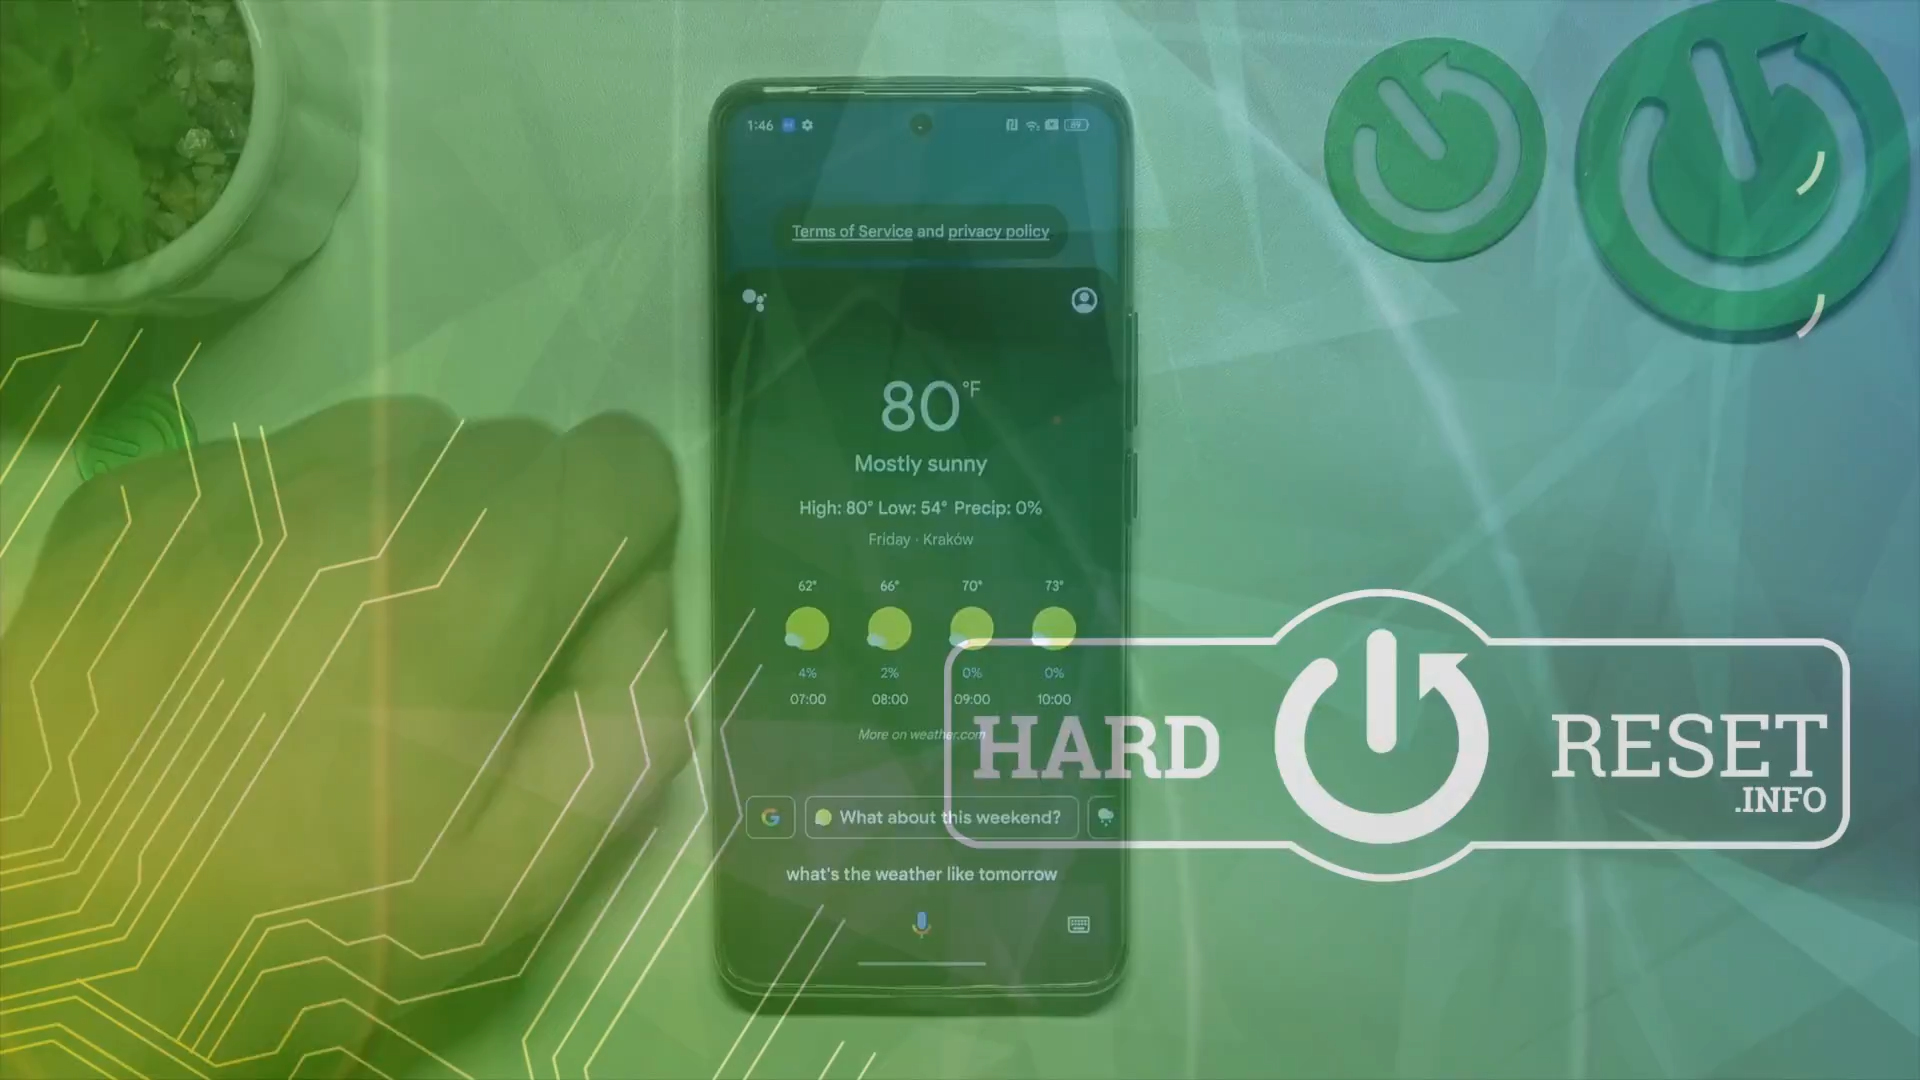 1:46
89
Terms of Service and privacy policy
80°F
Mostly sunny
High: 80° Low: 54° Precip: 0%
Friday · Kraków
62° 66° 70° 73°
4% 2% 0% 0%
07:00 08:00 09:00 10:00
More on weather.com
HARD RESET
.INFO
G What about this weekend?
what's the weather like tomorrow